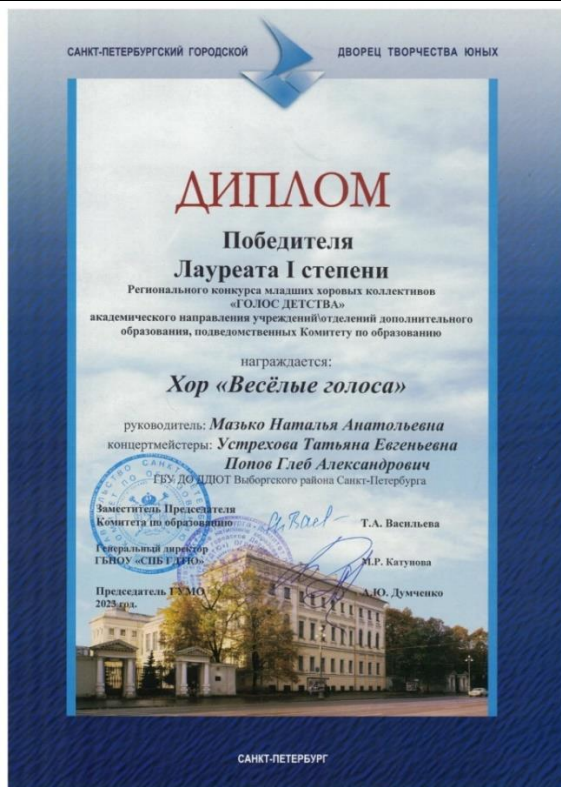 САНКТ-ПЕТЕРБУРГСКИЙ ГОРОДСКОЙ ДВОРЕЦ ТВОРЧЕСТВА ЮНЫХ
ДИПЛОМ
Победителя
Лауреата I степени
Регионального конкурса младших хоровых коллективов
«ГОЛОС ДЕТСТВА»
академического направления учреждений\отделений дополнительного
образования, подведомственных Комитету по образованию
награждается:
Хор «Весёлые голоса»
руководитель: Мазько Наталья Анатольевна
концертмейстеры: Устрехова Татьяна Евгеньевна
Попов Глеб Александрович
ГБУ ДО ДДЮТ Выборгского района Санкт-Петербурга
Заместитель Председателя
Комитета по образованию Т.А. Васильева
Генеральный директор
ГБНОУ «СПБ ГДТЮ» М.Р. Катунова
Председатель ГУМО А.Ю. Думченко
2023 год.
САНКТ-ПЕТЕРБУРГ